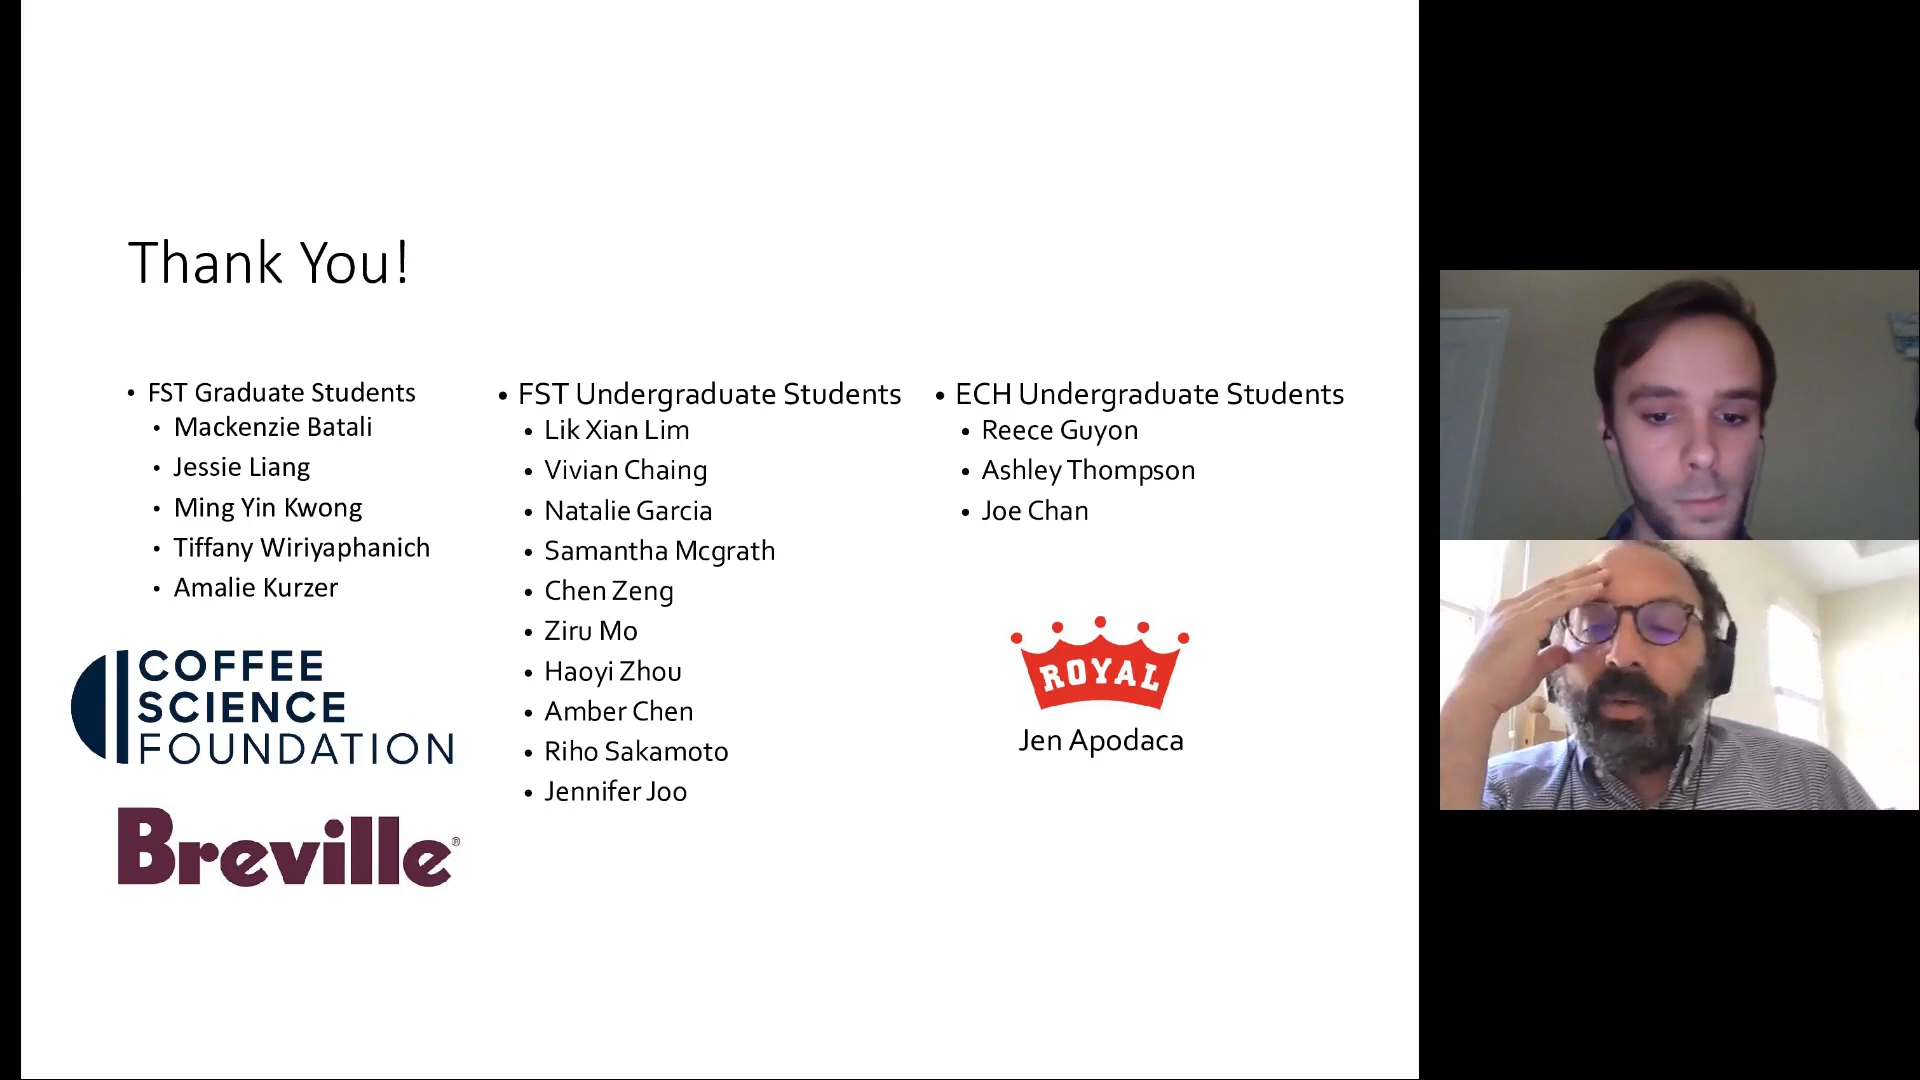 Thank You!
• FST Graduate Students
• Mackenzie Batali
• Jessie Liang
• Ming Yin Kwong
• Tiffany Wiriyaphanich
• Amalie Kurzer
COFFEE
SCIENCE
FOUNDATION
Breville®
• FST Undergraduate Students
• Lik Xian Lim
• Vivian Chaing
• Natalie Garcia
• Samantha Mcgrath
• Chen Zeng
• Ziru Mo
• Haoyi Zhou
• Amber Chen
• Riho Sakamoto
• Jennifer Joo
• ECH Undergraduate Students
• Reece Guyon
• Ashley Thompson
• Joe Chan
ROYAL
Jen Apodaca